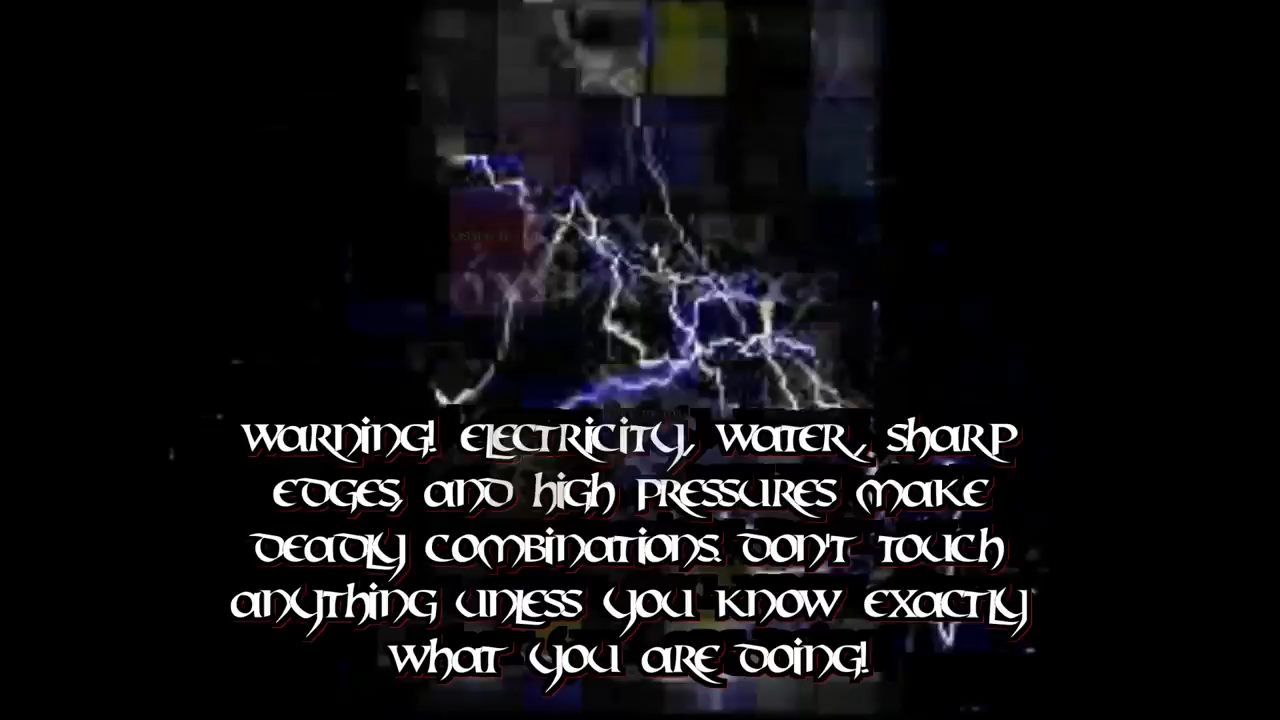 WARNING! ELECTRICITY, WATER, SHARP
EDGES, AND HIGH PRESSURES MAKE
DEADLY COMBINATIONS. DON'T TOUCH
ANYTHING UNLESS YOU KNOW EXACTLY
WHAT YOU ARE DOING!